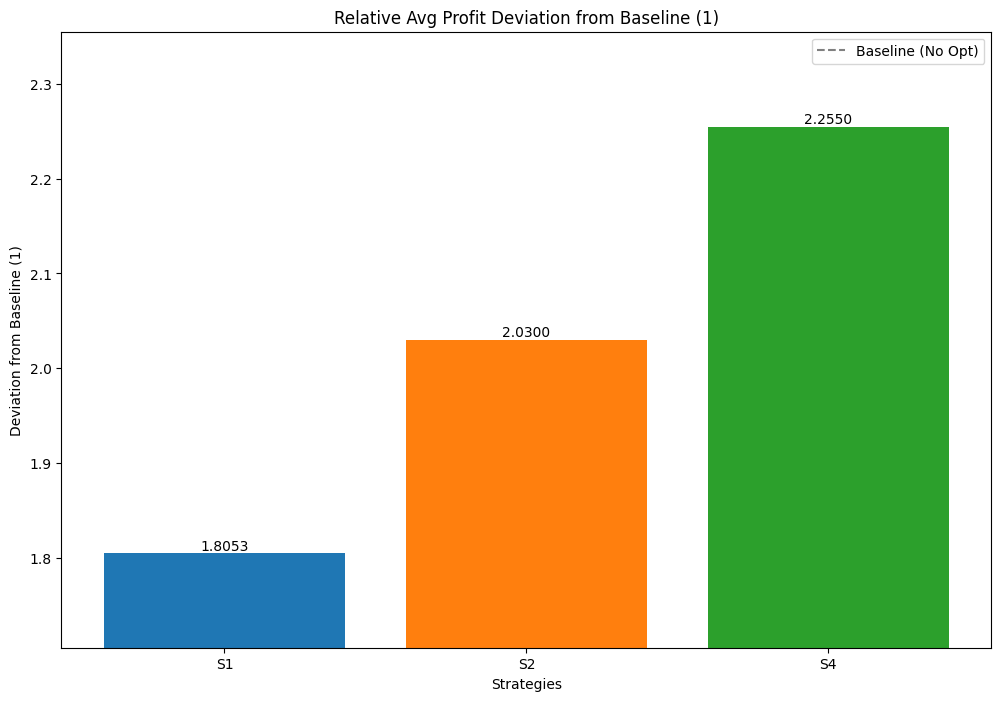 Relative Avg Profit Deviation from Baseline (1)
Baseline (No Opt)
2.3
2.2
2.1
2.0
1.9
1.8
Deviation from Baseline (1)
1.8053
2.0300
2.2550
S1
S2
S4
Strategies